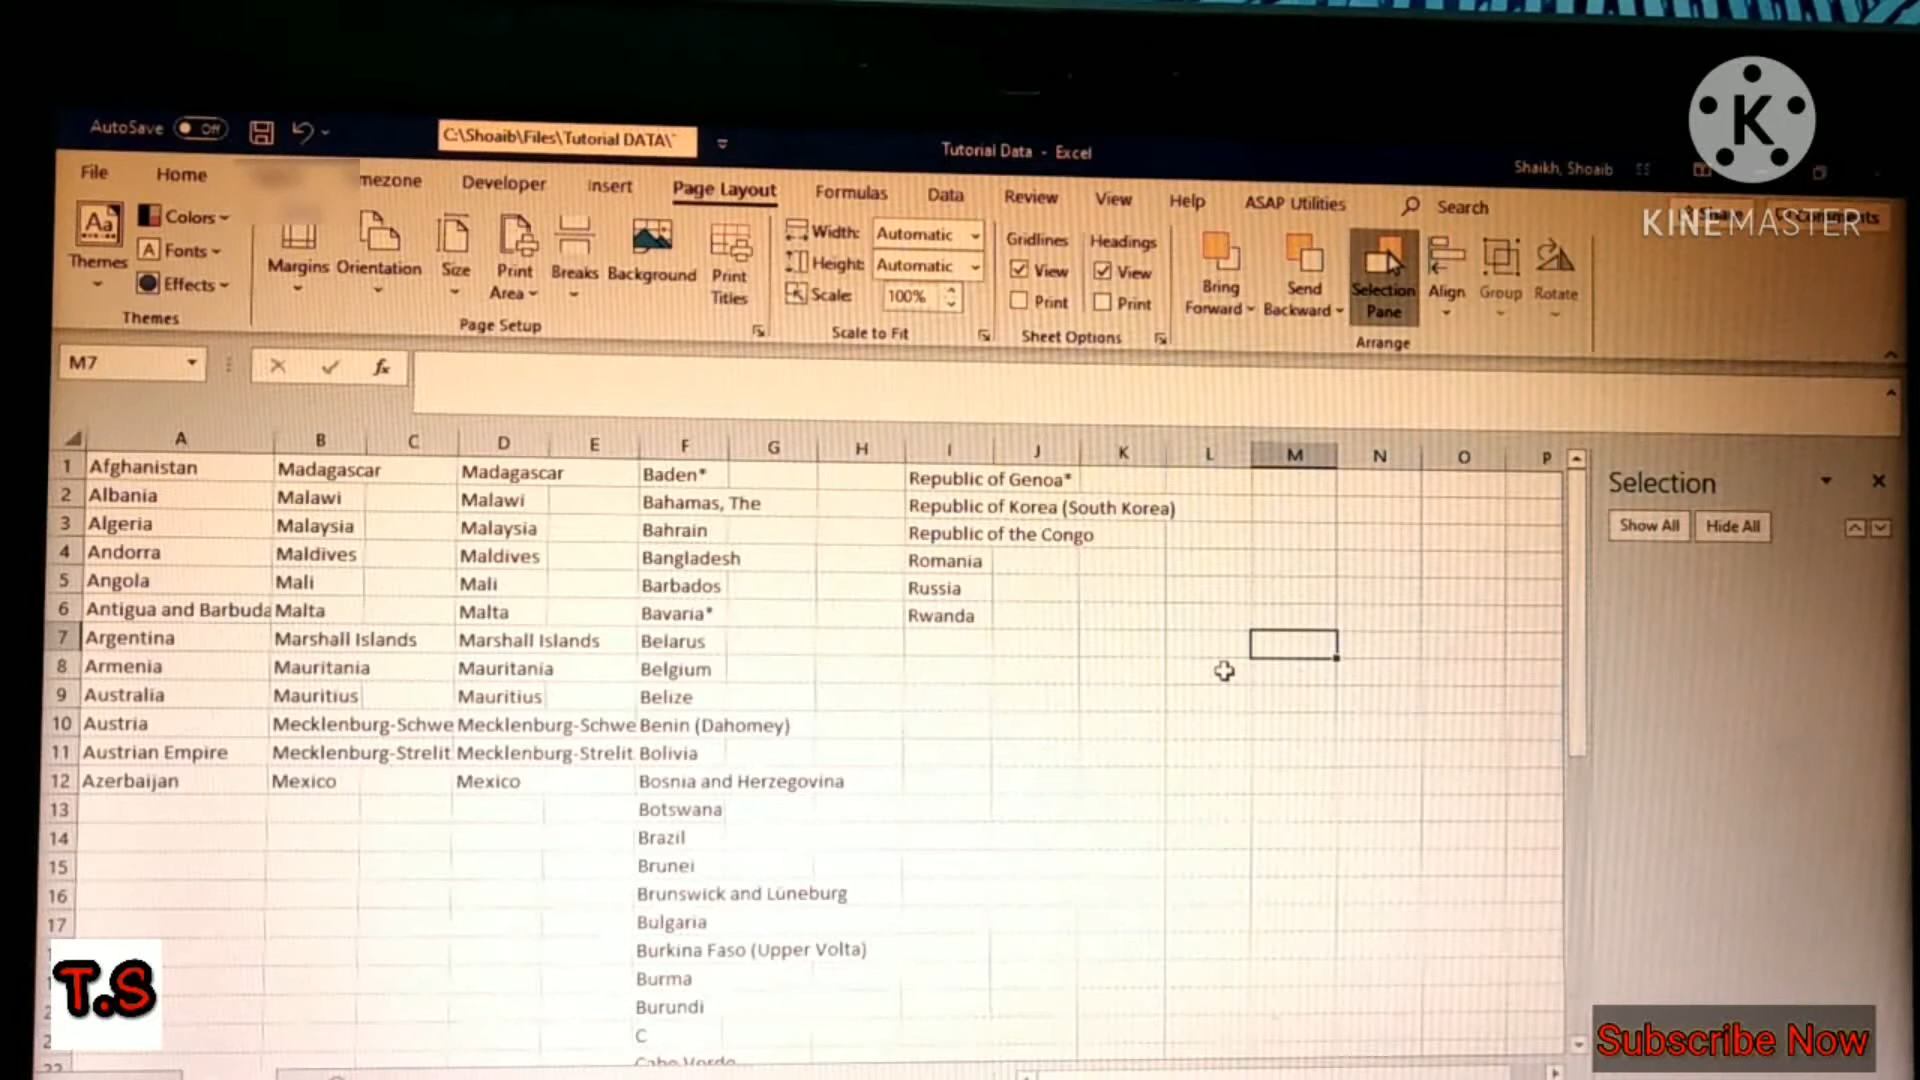 AutoSave Off C:\Shoaib\Files\Tutorial DATA\ Tutorial Data - Excel Shaikh, Shoaib SS
K
KINEMASTER
File Home mezone Developer Insert Page Layout Formulas Data Review View Help ASAP Utilities Search
Themes Colors Fonts Effects
Margins Orientation Size Print Area Breaks Background Print Titles
Width: Automatic
Height: Automatic
Scale: 100%
Gridlines Headings
View View
Print Print
Bring Forward Send Backward Selection Pane Align Group Rotate
Themes Page Setup Scale to Fit Sheet Options Arrange
M7 fx
A B C D E F G H I J K L M N O P
1 Afghanistan Madagascar Madagascar Baden* Republic of Genoa*
2 Albania Malawi Malawi Bahamas, The Republic of Korea (South Korea)
3 Algeria Malaysia Malaysia Bahrain Republic of the Congo
4 Andorra Maldives Maldives Bangladesh Romania
5 Angola Mali Mali Barbados Russia
6 Antigua and Barbuda Malta Malta Bavaria* Rwanda
7 Argentina Marshall Islands Marshall Islands Belarus
8 Armenia Mauritania Mauritania Belgium
9 Australia Mauritius Mauritius Belize
10 Austria Mecklenburg-Schwe Mecklenburg-Schwe Benin (Dahomey)
11 Austrian Empire Mecklenburg-Strelit Mecklenburg-Strelit Bolivia
12 Azerbaijan Mexico Mexico Bosnia and Herzegovina
13 Botswana
14 Brazil
15 Brunei
16 Brunswick and Lüneburg
17 Bulgaria
Burkina Faso (Upper Volta)
Burma
Burundi
C
22 Cabo Verde
Selection
Show All Hide All
T.S
Subscribe Now